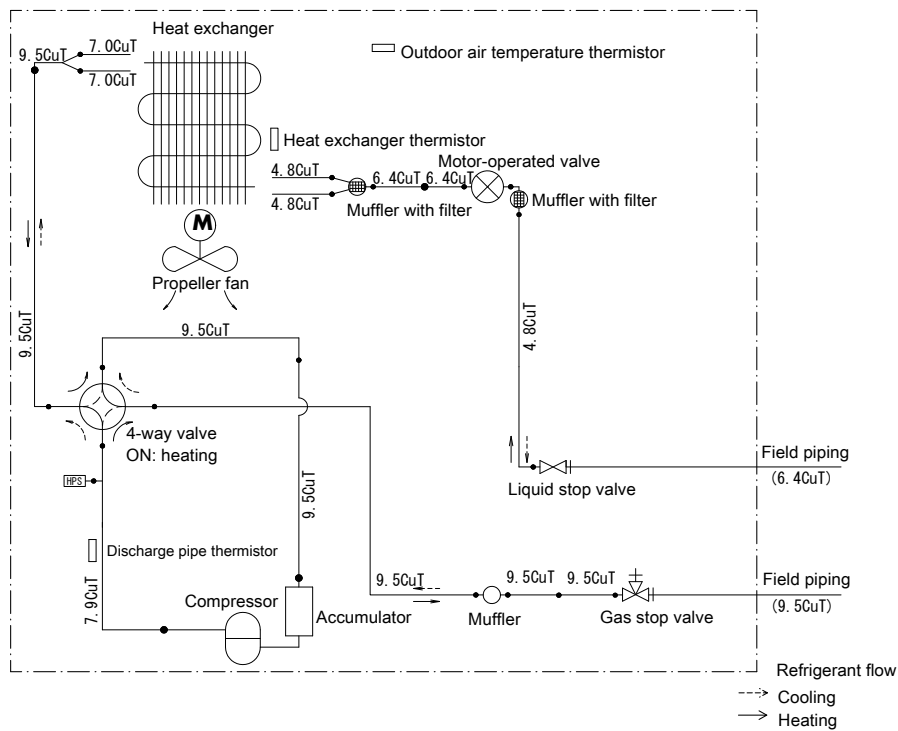 Heat exchanger
7.0CuT
9.5CuT
7.0CuT
Outdoor air temperature thermistor
Heat exchanger thermistor
Motor-operated valve
4.8CuT
6.4CuT 6.4CuT
4.8CuT
Muffler with filter
Muffler with filter
M
Propeller fan
9.5CuT
9.5CuT
4.8CuT
4-way valve
ON: heating
HPS
9.5CuT
Field piping
(6.4CuT)
Liquid stop valve
Discharge pipe thermistor
7.9CuT
Compressor
Accumulator
9.5CuT
9.5CuT 9.5CuT
Muffler
Gas stop valve
Field piping
(9.5CuT)
Refrigerant flow
Cooling
Heating